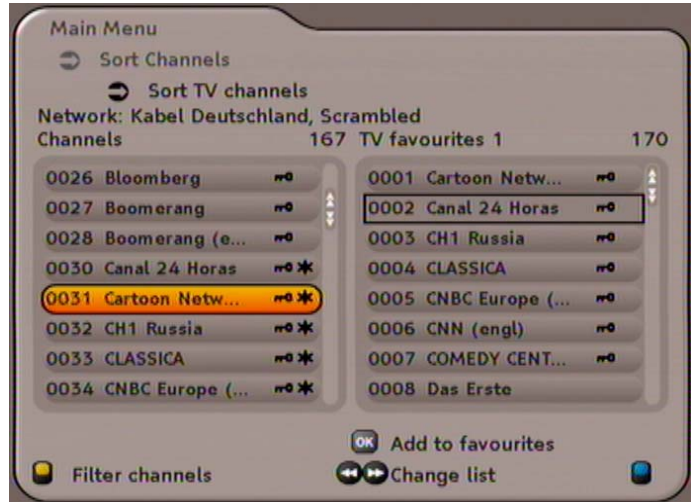 Main Menu
Sort Channels
Sort TV channels
Network: Kabel Deutschland, Scrambled
Channels 167 TV favourites 1 170
0026 Bloomberg
0027 Boomerang
0028 Boomerang (e...
0030 Canal 24 Horas
0031 Cartoon Netw...
0032 CH1 Russia
0033 CLASSICA
0034 CNBC Europe (...
0001 Cartoon Netw...
0002 Canal 24 Horas
0003 CH1 Russia
0004 CLASSICA
0005 CNBC Europe (...
0006 CNN (engl)
0007 COMEDY CENT...
0008 Das Erste
OK Add to favourites
Filter channels
Change list